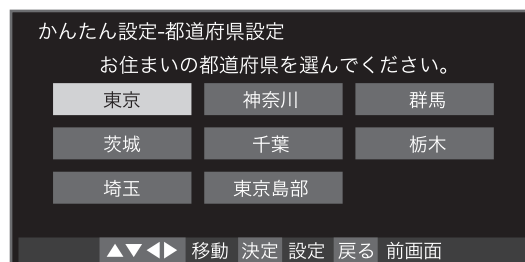 かんたん設定-都道府県設定
お住まいの都道府県を選んでください。
東京 神奈川 群馬
茨城 千葉 栃木
埼玉 東京島部
▲▼◀▶ 移動 決定 設定 戻る 前画面